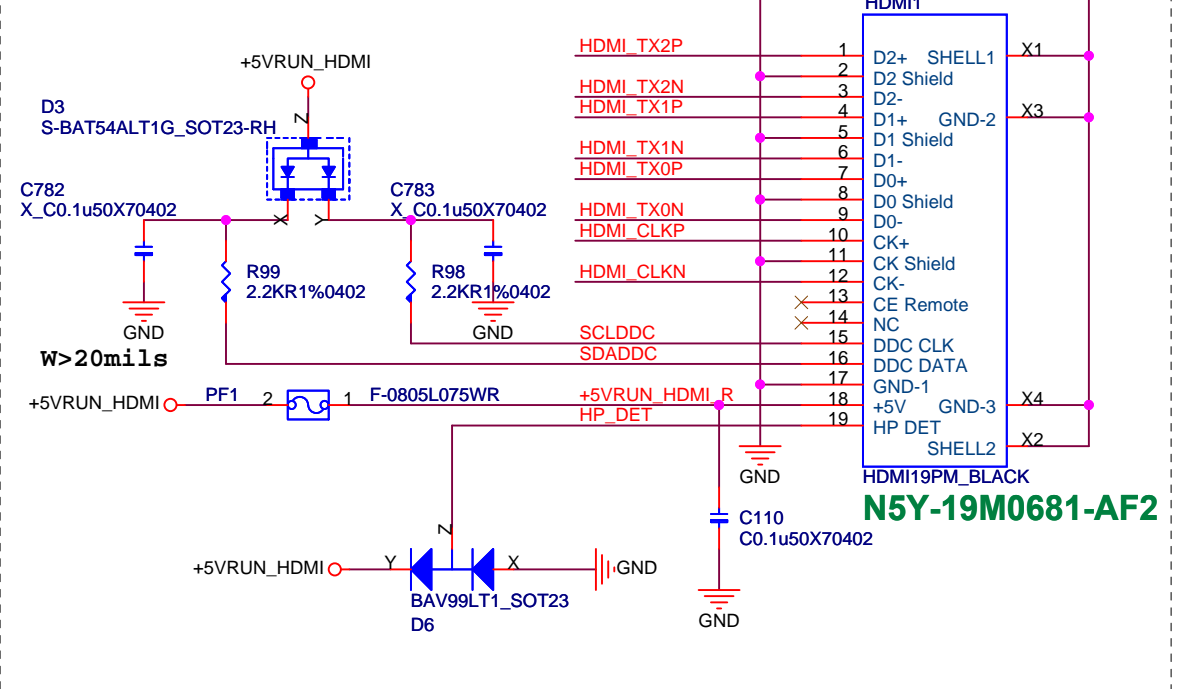 HDMI1
HDMI_TX2P
1
D2+
SHELL1
X1
+5VRUN_HDMI
2
D2 Shield
HDMI_TX2N
3
D2-
D3
HDMI_TX1P
4
D1+
GND-2
X3
S-BAT54ALT1G_SOT23-RH
Z
5
D1 Shield
HDMI_TX1N
6
D1-
HDMI_TX0P
7
D0+
C782
X_C0.1u50X70402
C783
X_C0.1u50X70402
8
D0 Shield
X
Y
HDMI_TX0N
9
D0-
HDMI_CLKP
10
CK+
11
CK Shield
R99
2.2KR1%0402
R98
2.2KR1%0402
HDMI_CLKN
12
CK-
13
CE Remote
14
NC
GND
GND
SCLDDC
15
DDC CLK
W>20mils
SDADDC
16
DDC DATA
17
GND-1
+5VRUN_HDMI
PF1
2
1
F-0805L075WR
+5VRUN_HDMI_R
18
+5V
GND-3
X4
HP_DET
19
HP DET
X2
SHELL2
GND
HDMI19PM_BLACK
N5Y-19M0681-AF2
C110
C0.1u50X70402
Z
+5VRUN_HDMI
Y
X
GND
BAV99LT1_SOT23
D6
GND